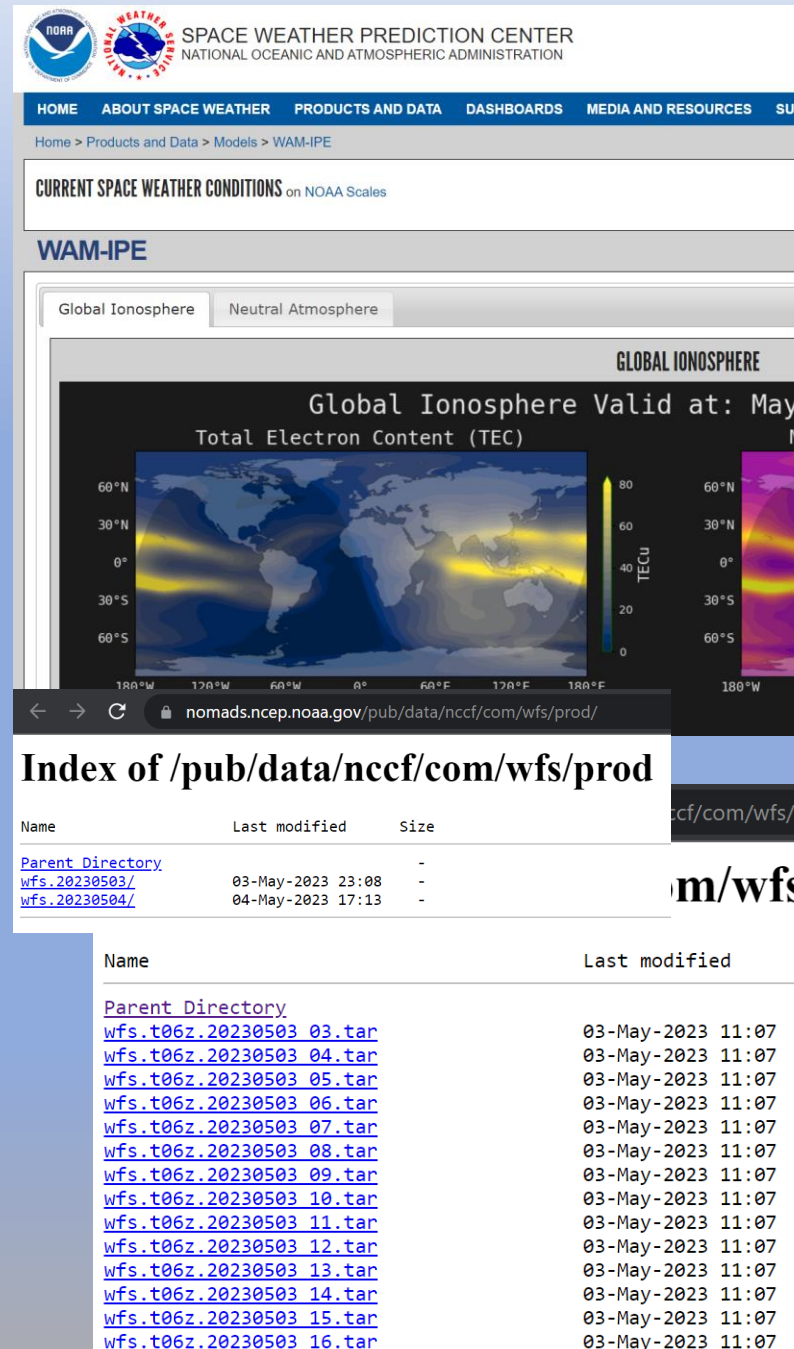 NOAA
NATIONAL WEATHER SERVICE
SPACE WEATHER PREDICTION CENTER
NATIONAL OCEANIC AND ATMOSPHERIC ADMINISTRATION
HOME ABOUT SPACE WEATHER PRODUCTS AND DATA DASHBOARDS MEDIA AND RESOURCES SU
Home > Products and Data > Models > WAM-IPE
CURRENT SPACE WEATHER CONDITIONS on NOAA Scales
WAM-IPE
Global Ionosphere Neutral Atmosphere
GLOBAL IONOSPHERE
Global Ionosphere Valid at: May
Total Electron Content (TEC)
60°N 80 60°N
30°N 60 30°N
0° 40 TECu 0°
30°S 20 30°S
60°S 0 60°S
180°W 120°W 60°W 0° 60°E 120°E 180°E 180°W
nomads.ncep.noaa.gov/pub/data/nccf/com/wfs/prod/
Index of /pub/data/nccf/com/wfs/prod
Name Last modified Size
Parent Directory -
wfs.20230503/ 03-May-2023 23:08 -
wfs.20230504/ 04-May-2023 17:13 -
ccf/com/wfs/
m/wfs
Name Last modified
Parent Directory
wfs.t06z.20230503_03.tar 03-May-2023 11:07
wfs.t06z.20230503_04.tar 03-May-2023 11:07
wfs.t06z.20230503_05.tar 03-May-2023 11:07
wfs.t06z.20230503_06.tar 03-May-2023 11:07
wfs.t06z.20230503_07.tar 03-May-2023 11:07
wfs.t06z.20230503_08.tar 03-May-2023 11:07
wfs.t06z.20230503_09.tar 03-May-2023 11:07
wfs.t06z.20230503_10.tar 03-May-2023 11:07
wfs.t06z.20230503_11.tar 03-May-2023 11:07
wfs.t06z.20230503_12.tar 03-May-2023 11:07
wfs.t06z.20230503_13.tar 03-May-2023 11:07
wfs.t06z.20230503_14.tar 03-May-2023 11:07
wfs.t06z.20230503_15.tar 03-May-2023 11:07
wfs.t06z.20230503_16.tar 03-May-2023 11:07